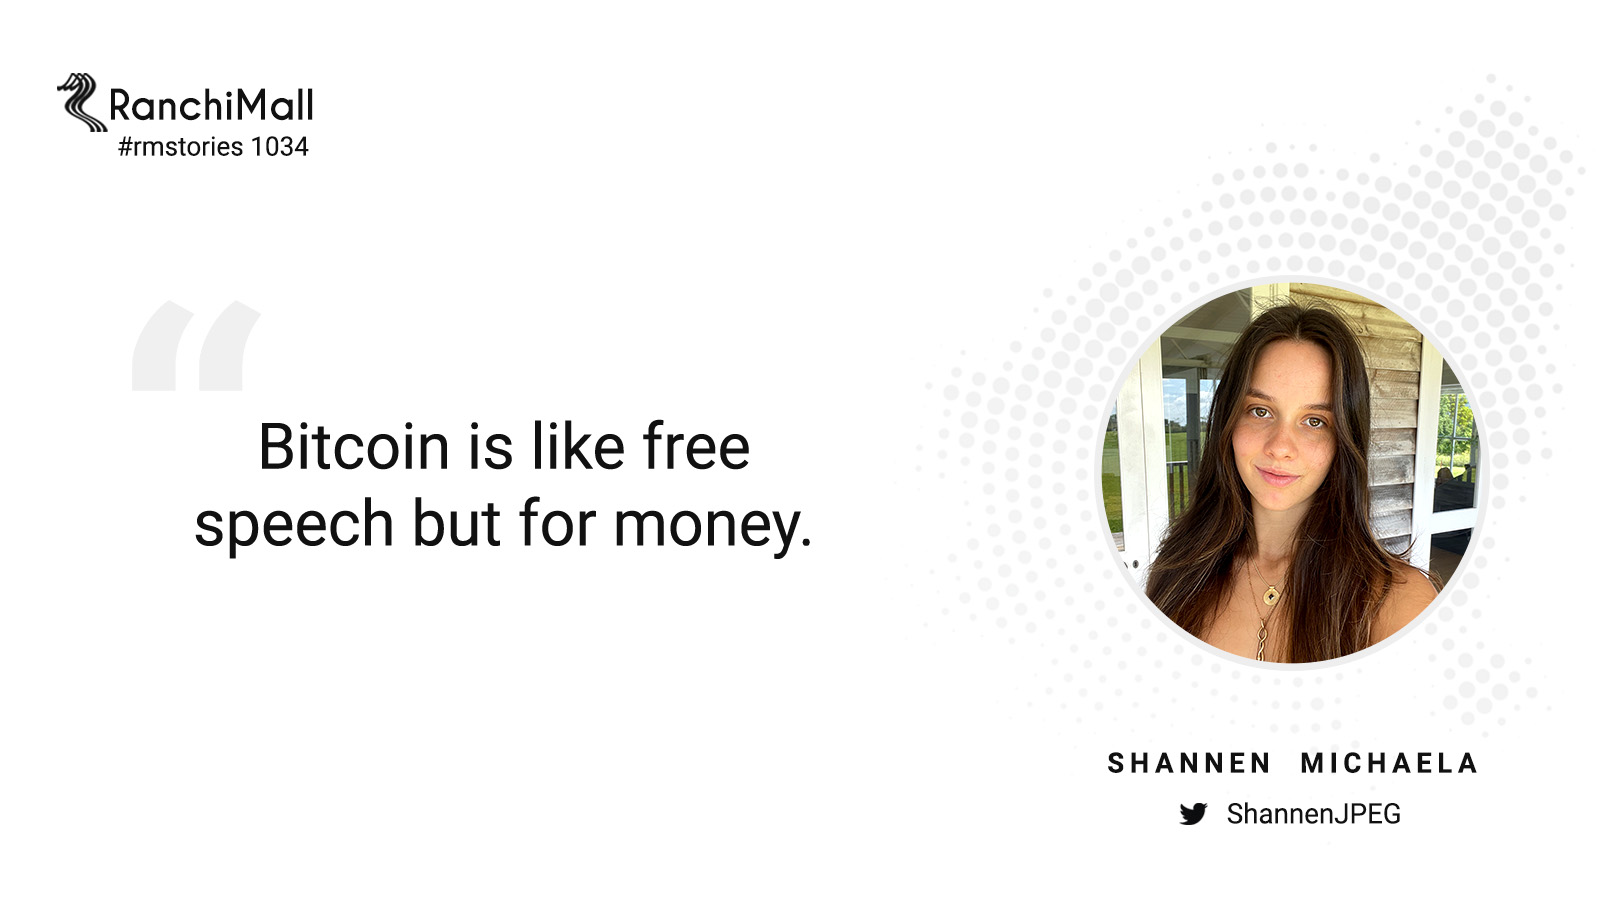 RanchiMall
#rmstories 1034
“
Bitcoin is like free
speech but for money.
SHANNEN MICHAELA
ShannenJPEG